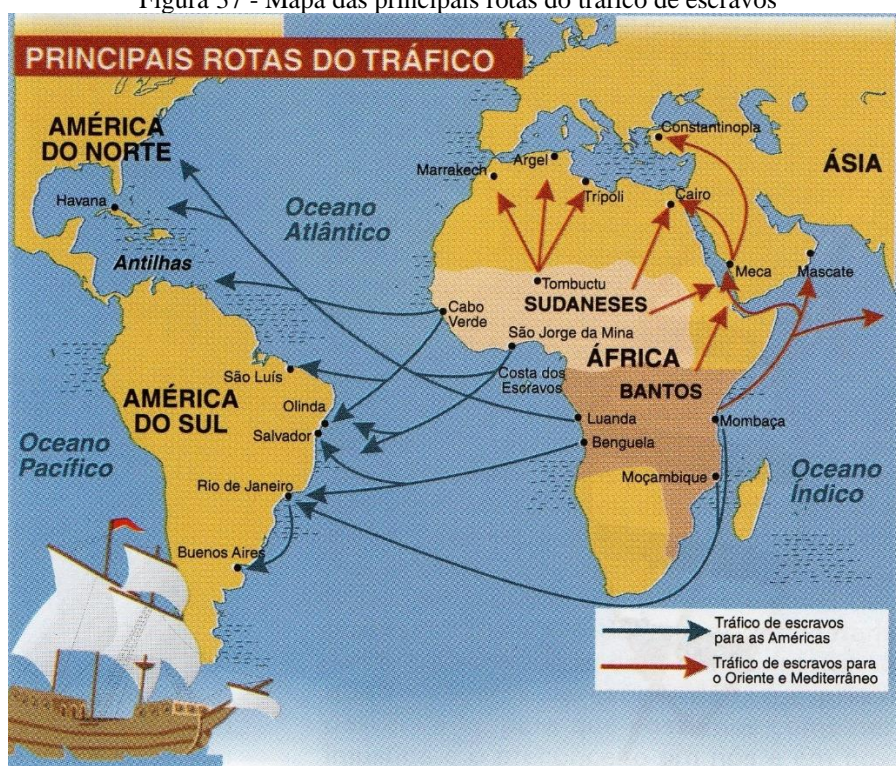 Figura 37 - Mapa das principais rotas do tráfico de escravos
PRINCIPAIS ROTAS DO TRÁFICO
AMÉRICA
DO NORTE
Constantinopla
ÁSIA
Argel
Marrakech
Trípoli
Cairo
Havana
Oceano
Atlântico
Antilhas
Meca
Mascate
Tombuctu
SUDANESES
Cabo
Verde
São Jorge da Mina
ÁFRICA
Costa dos
Escravos
São Luís
BANTOS
AMÉRICA
DO SUL
Olinda
Salvador
Luanda
Mombaça
Benguela
Oceano
Pacífico
Moçambique
Oceano
Índico
Rio de Janeiro
Buenos Aires
Tráfico de escravos
para as Américas
Tráfico de escravos para
o Oriente e Mediterrâneo